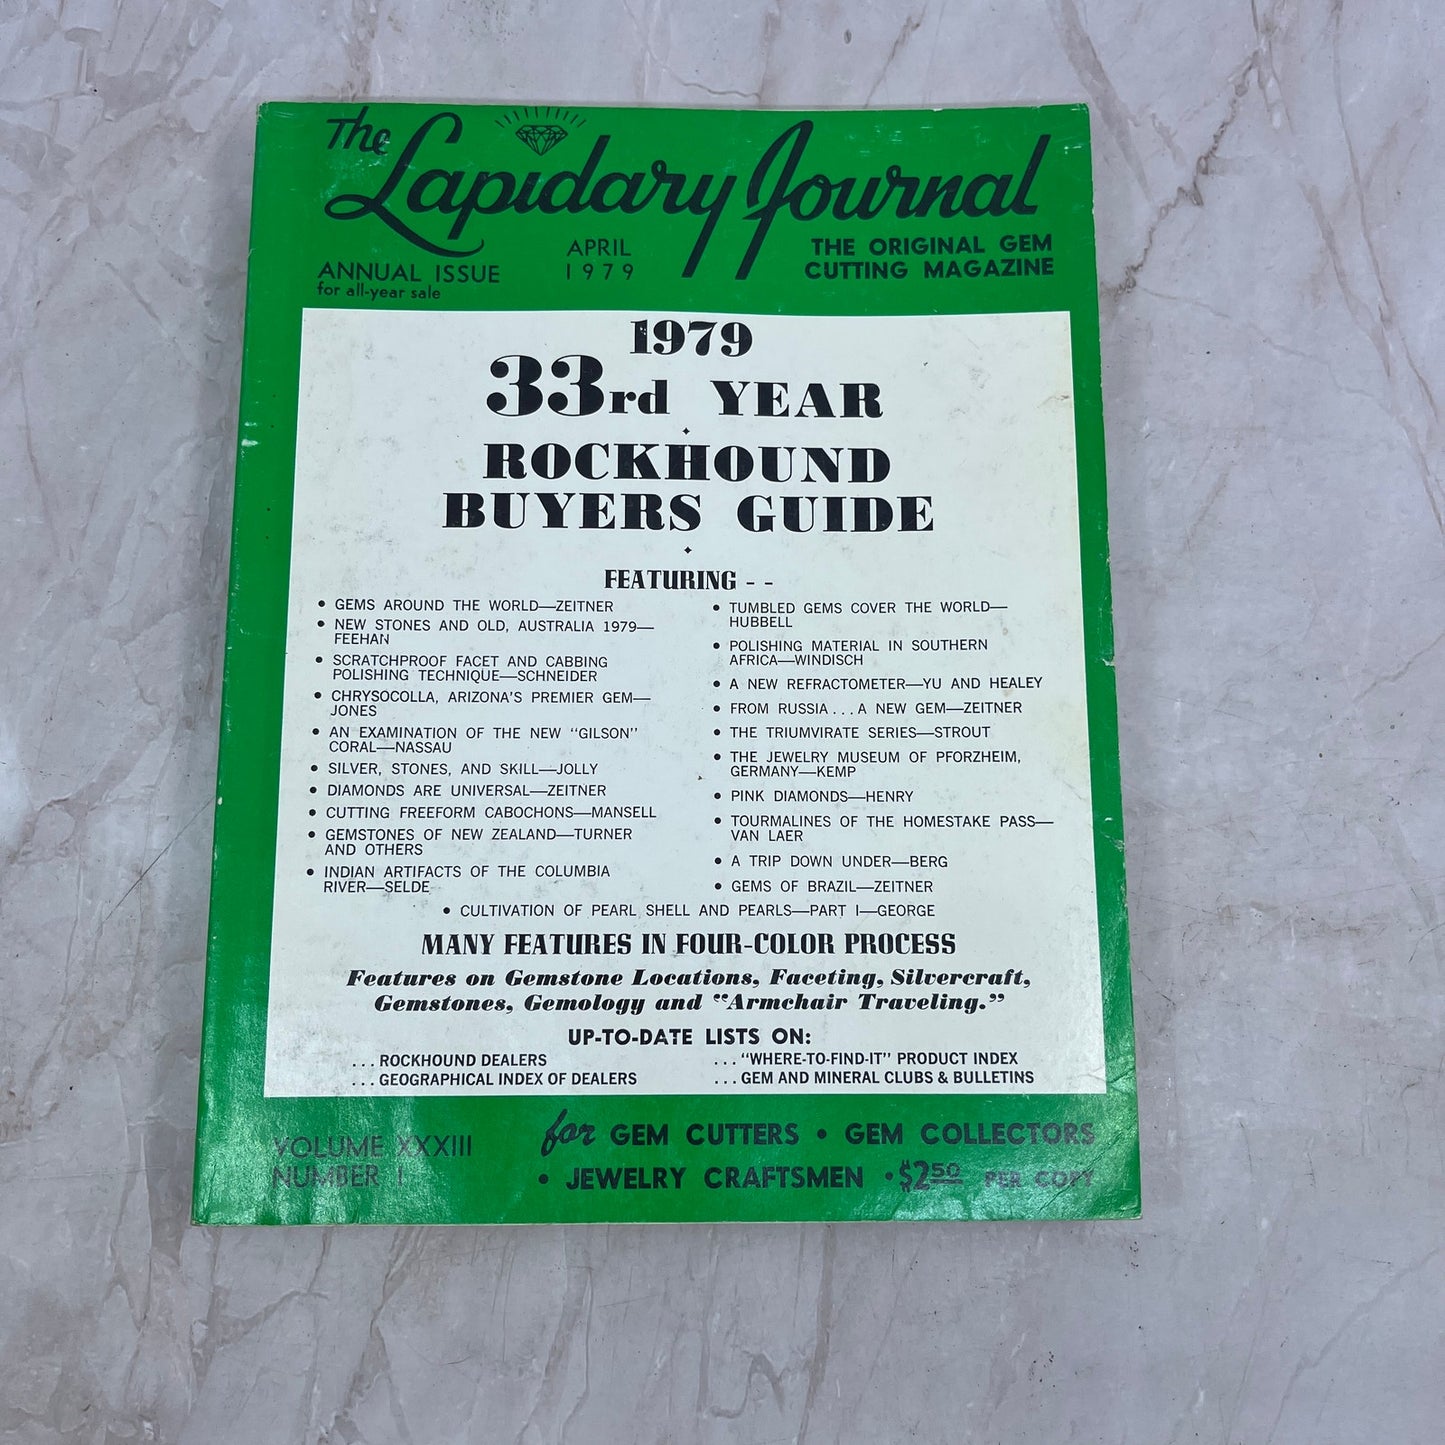 The Lapidary Journal
ANNUAL ISSUE
for all-year sale
APRIL
1979
THE ORIGINAL GEM
CUTTING MAGAZINE
1979
33rd YEAR
ROCKHOUND
BUYERS GUIDE
FEATURING - -
• GEMS AROUND THE WORLD—ZEITNER
• NEW STONES AND OLD, AUSTRALIA 1979—
FEEHAN
• SCRATCHPROOF FACET AND CABBING
POLISHING TECHNIQUE—SCHNEIDER
• CHRYSOCOLLA, ARIZONA'S PREMIER GEM—
JONES
• AN EXAMINATION OF THE NEW "GILSON"
CORAL—NASSAU
• SILVER, STONES, AND SKILL—JOLLY
• DIAMONDS ARE UNIVERSAL—ZEITNER
• CUTTING FREEFORM CABOCHONS—MANSELL
• GEMSTONES OF NEW ZEALAND—TURNER
AND OTHERS
• INDIAN ARTIFACTS OF THE COLUMBIA
RIVER—SELDE
• TUMBLED GEMS COVER THE WORLD—
HUBBELL
• POLISHING MATERIAL IN SOUTHERN
AFRICA—WINDISCH
• A NEW REFRACTOMETER—YU AND HEALEY
• FROM RUSSIA . . . A NEW GEM—ZEITNER
• THE TRIUMVIRATE SERIES—STROUT
• THE JEWELRY MUSEUM OF PFORZHEIM,
GERMANY—KEMP
• PINK DIAMONDS—HENRY
• TOURMALINES OF THE HOMESTAKE PASS—
VAN LAER
• A TRIP DOWN UNDER—BERG
• GEMS OF BRAZIL—ZEITNER
• CULTIVATION OF PEARL SHELL AND PEARLS—PART I—GEORGE
MANY FEATURES IN FOUR-COLOR PROCESS
Features on Gemstone Locations, Faceting, Silvercraft,
Gemstones, Gemology and "Armchair Traveling."
UP-TO-DATE LISTS ON:
. . . ROCKHOUND DEALERS
. . . GEOGRAPHICAL INDEX OF DEALERS
. . . "WHERE-TO-FIND-IT" PRODUCT INDEX
. . . GEM AND MINERAL CLUBS & BULLETINS
VOLUME XXXIII
NUMBER I
for GEM CUTTERS • GEM COLLECTORS
• JEWELRY CRAFTSMEN • $2.50 PER COPY